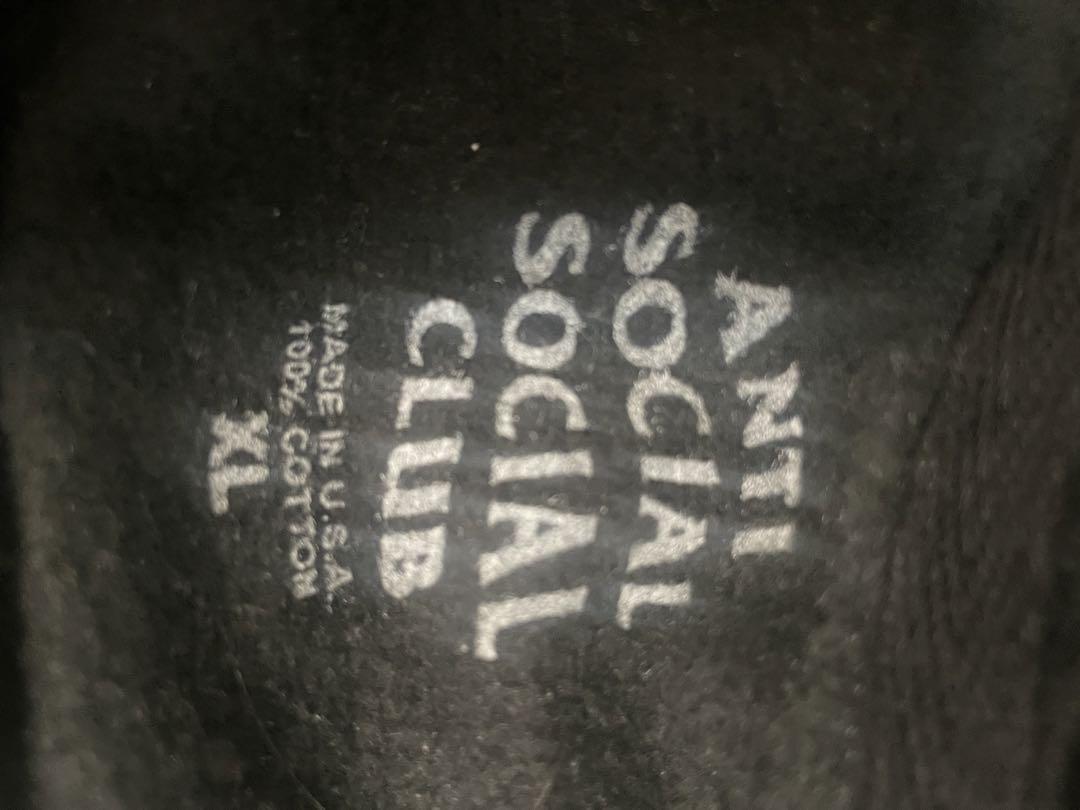 ANTI
SOCIAL
SOCIAL
CLUB
MADE IN U.S.A.
100% COTTON
XL